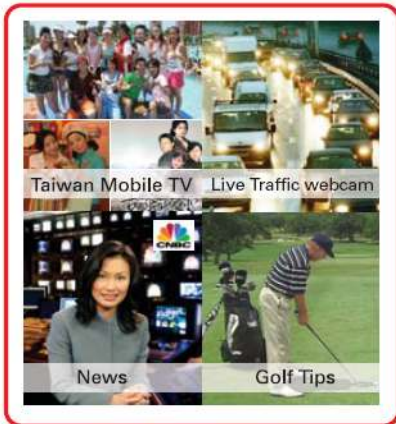 Taiwan Mobile TV
Live Traffic webcam
CNBC
News
Golf Tips